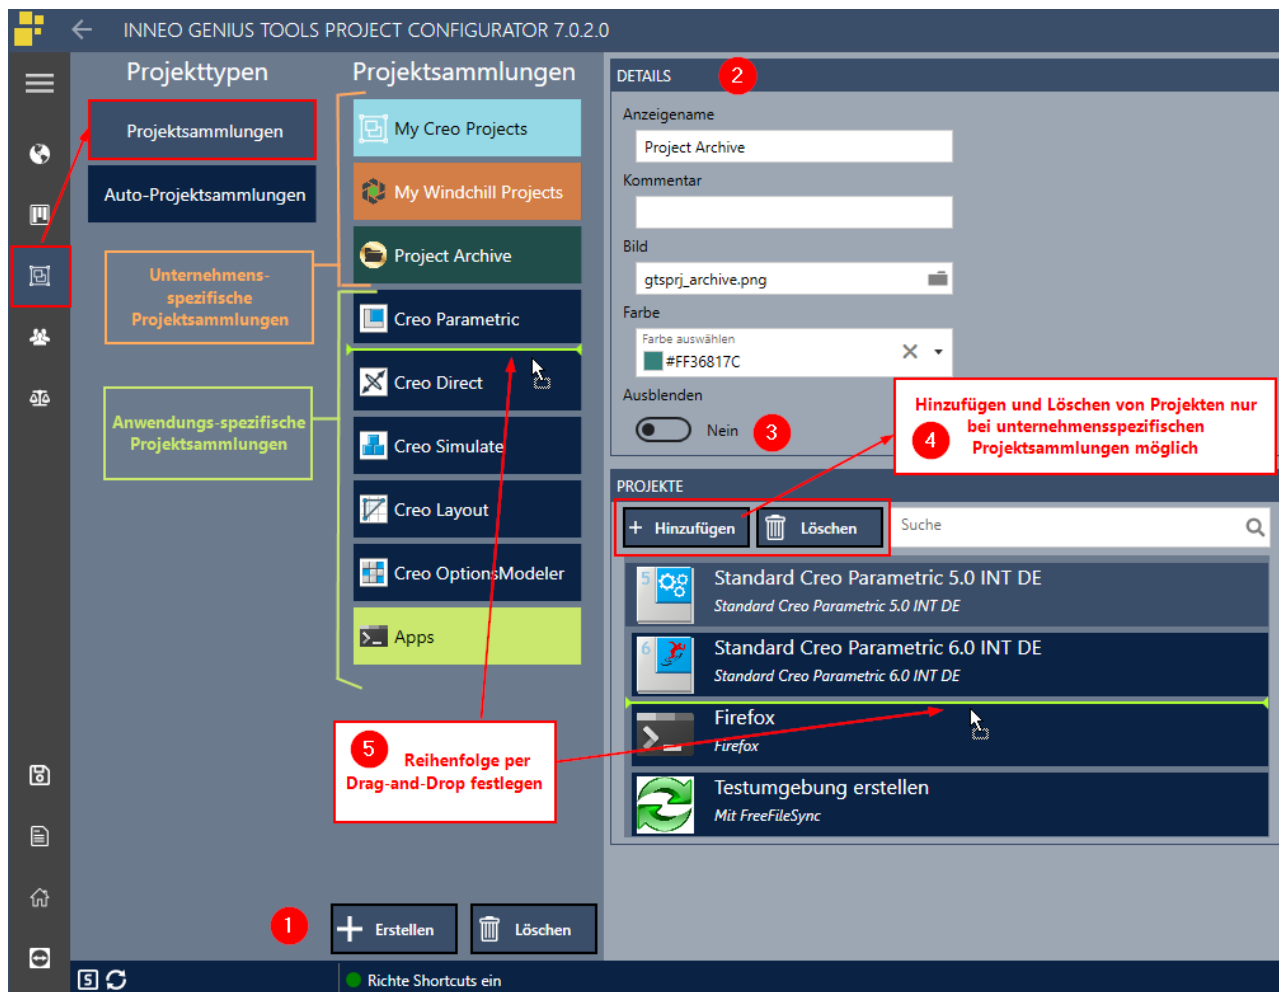 INNEO GENIUS TOOLS PROJECT CONFIGURATOR 7.0.2.0
Projekttypen
Projektsammlungen
Auto-Projektsammlungen
Unternehmens-
spezifische
Projektsammlungen
Anwendungs-spezifische
Projektsammlungen
Projektsammlungen
My Creo Projects
My Windchill Projects
Project Archive
Creo Parametric
Creo Direct
Creo Simulate
Creo Layout
Creo OptionsModeler
Apps
5 Reihenfolge per
Drag-and-Drop festlegen
1
Erstellen
Löschen
DETAILS
2
Anzeigename
Project Archive
Kommentar
Bild
gtsprj_archive.png
Farbe
Farbe auswählen
#FF36817C
Ausblenden
Nein
3
Hinzufügen und Löschen von Projekten nur
bei unternehmensspezifischen
4 Projektsammlungen möglich
PROJEKTE
+ Hinzufügen
Löschen
Suche
5
Standard Creo Parametric 5.0 INT DE
Standard Creo Parametric 5.0 INT DE
6
Standard Creo Parametric 6.0 INT DE
Standard Creo Parametric 6.0 INT DE
Firefox
Firefox
Testumgebung erstellen
Mit FreeFileSync
S
Richte Shortcuts ein